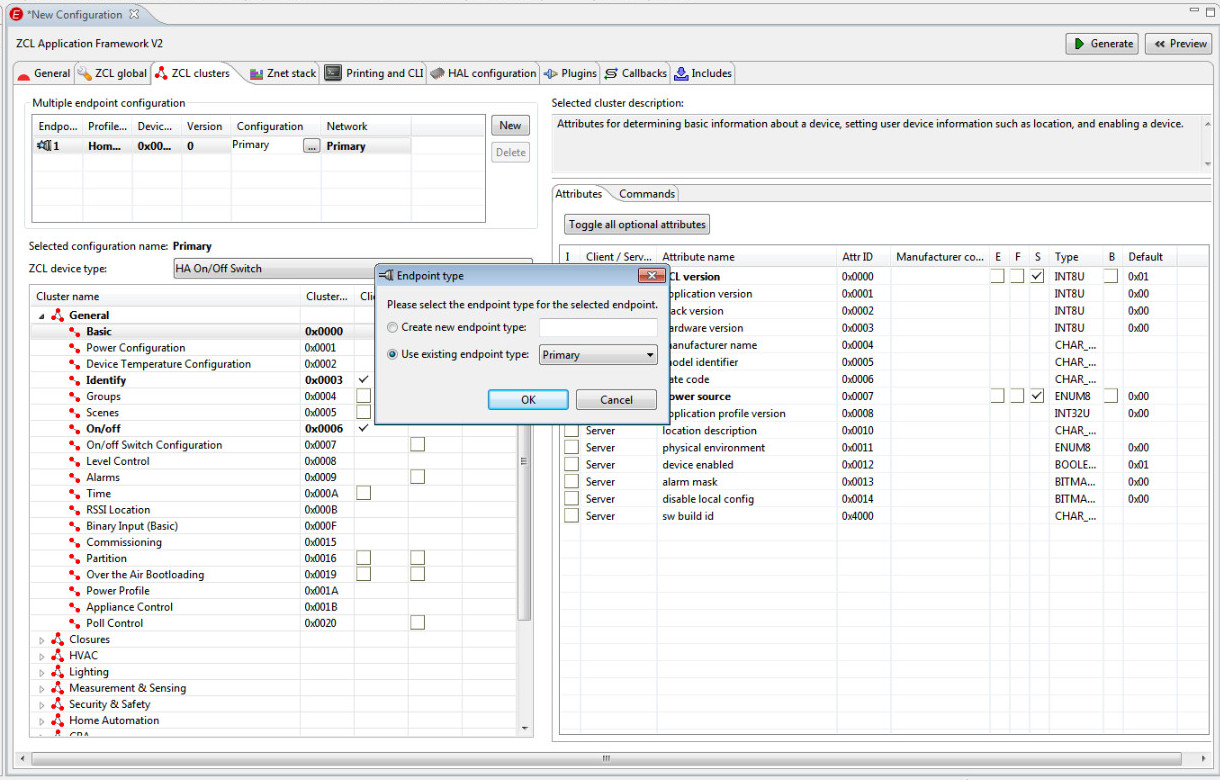 *New Configuration
ZCL Application Framework V2
Generate
Preview
General
ZCL global
ZCL clusters
Znet stack
Printing and CLI
HAL configuration
Plugins
Callbacks
Includes
Multiple endpoint configuration
Endpo... Profile... Devic... Version Configuration Network
1 Hom... 0x00... 0 Primary ... Primary
New
Delete
Selected configuration name: Primary
ZCL device type: HA On/Off Switch
Cluster name Cluster... Cli
General
Basic 0x0000
Power Configuration 0x0001
Device Temperature Configuration 0x0002
Identify 0x0003
Groups 0x0004
Scenes 0x0005
On/off 0x0006
On/off Switch Configuration 0x0007
Level Control 0x0008
Alarms 0x0009
Time 0x000A
RSSI Location 0x000B
Binary Input (Basic) 0x000F
Commissioning 0x0015
Partition 0x0016
Over the Air Bootloading 0x0019
Power Profile 0x001A
Appliance Control 0x001B
Poll Control 0x0020
Closures
HVAC
Lighting
Measurement & Sensing
Security & Safety
Home Automation
Endpoint type
Please select the endpoint type for the selected endpoint.
Create new endpoint type:
Use existing endpoint type: Primary
OK
Cancel
Selected cluster description:
Attributes for determining basic information about a device, setting user device information such as location, and enabling a device.
Attributes
Commands
Toggle all optional attributes
I Client / Serv... Attribute name Attr ID Manufacturer co... E F S Type B Default
CL version 0x0000 INT8U 0x01
pplication version 0x0001 INT8U 0x00
ack version 0x0002 INT8U 0x00
ardware version 0x0003 INT8U 0x00
anufacturer name 0x0004 CHAR_...
odel identifier 0x0005 CHAR_...
ate code 0x0006 CHAR_...
ower source 0x0007 ENUM8 0x00
pplication profile version 0x0008 INT32U 0x00
Server location description 0x0010 CHAR_...
Server physical environment 0x0011 ENUM8 0x00
Server device enabled 0x0012 BOOLE... 0x01
Server alarm mask 0x0013 BITMA... 0x00
Server disable local config 0x0014 BITMA... 0x00
Server sw build id 0x4000 CHAR_...